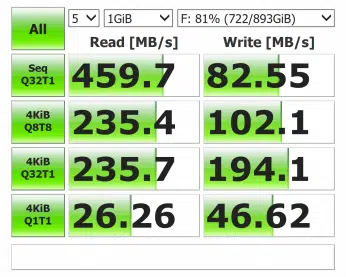 All 5 1GiB F: 81% (722/893GiB)
Read [MB/s] Write [MB/s]
Seq
Q32T1 459.7 82.55
4KiB
Q8T8 235.4 102.1
4KiB
Q32T1 235.7 194.1
4KiB
Q1T1 26.26 46.62